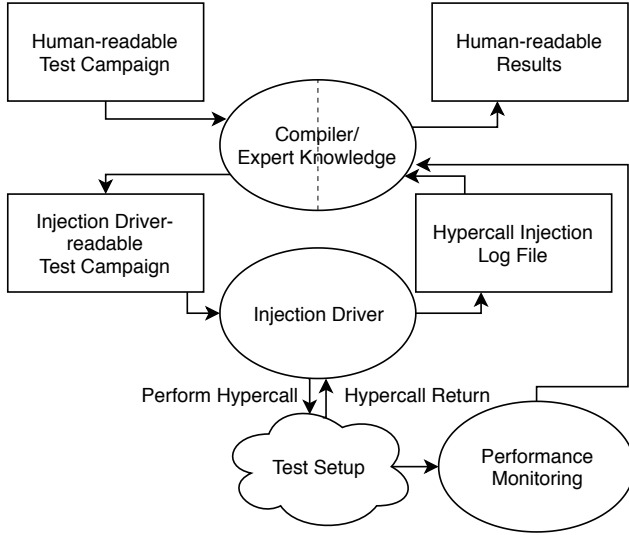 Human-readable
Test Campaign
Human-readable
Results
Compiler/
Expert Knowledge
Injection Driver-
readable
Test Campaign
Hypercall Injection
Log File
Injection Driver
Perform Hypercall
Hypercall Return
Test Setup
Performance
Monitoring